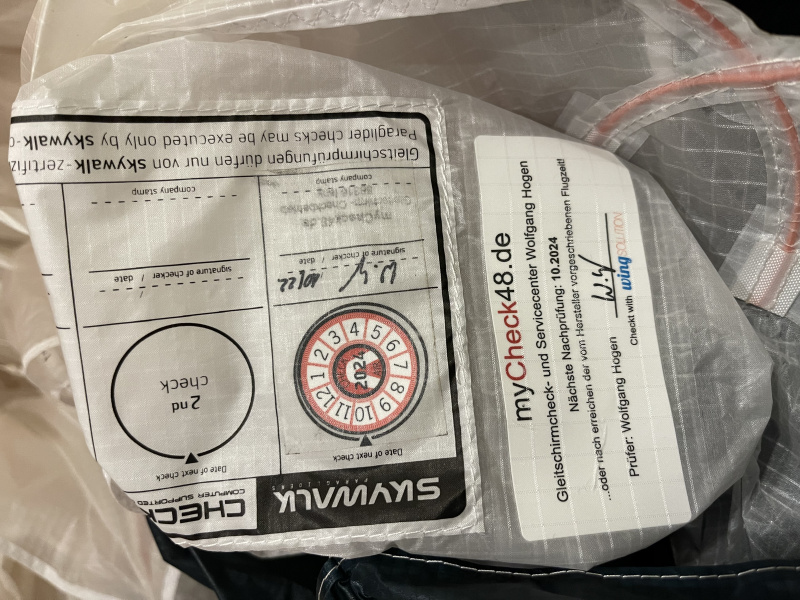 SKYWALK
PARAGLIDERS
CHECK
COMPUTER SUPPORTED
Date of next check
1 2 3 4 5 6 7 8 9 10 11 12
2024
10/22
signature of checker / date
company stamp
Date of next check
2nd
check
signature of checker / date
company stamp
Gleitschirmprüfungen dürfen nur von skywalk-zertifizie
Paraglider checks may be executed only by skywalk-c
myCheck48.de
Gleitschirmcheck- und Servicecenter Wolfgang Hogen
Nächste Nachprüfung: 10.2024
...oder nach erreichen der vom Hersteller vorgeschriebenen Flugzeit!
Prüfer: Wolfgang Hogen
Checkt with wingSOLUTION